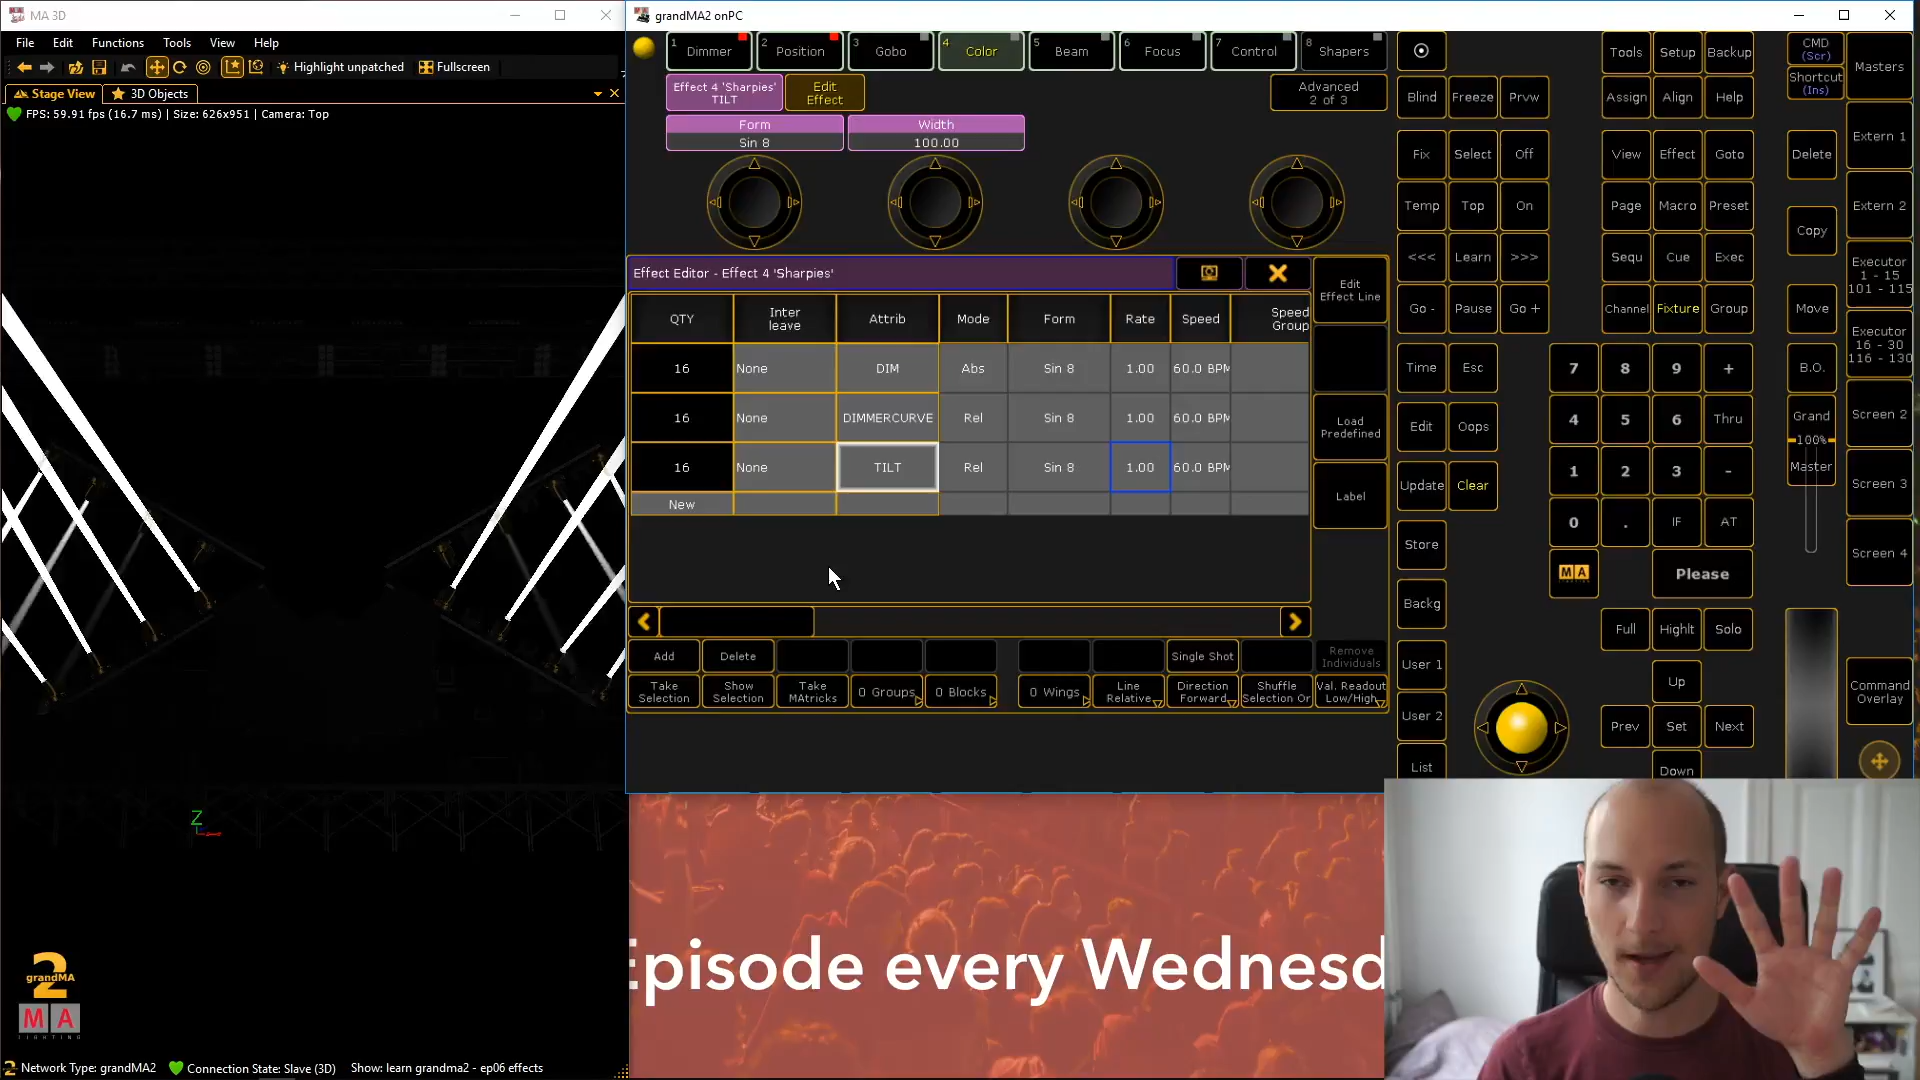 MA 3D
File Edit Functions Tools View Help
Highlight unpatched Fullscreen
Stage View 3D Objects
FPS: 59.91 fps (16.7 ms) | Size: 626x951 | Camera: Top
Z
2
grandMA
MA
LIGHTING
Network Type: grandMA2 Connection State: Slave (3D) Show: learn grandma2 - ep06 effects
grandMA2 onPC
1 Dimmer 2 Position 3 Gobo 4 Color 5 Beam 6 Focus 7 Control 8 Shapers
Effect 4 'Sharpies'
TILT
Edit
Effect
Advanced
2 of 3
Form
Sin 8
Width
100.00
Effect Editor - Effect 4 'Sharpies'
QTY Inter leave Attrib Mode Form Rate Speed Speed Group
16 None DIM Abs Sin 8 1.00 60.0 BPM
16 None DIMMERCURVE Rel Sin 8 1.00 60.0 BPM
16 None TILT Rel Sin 8 1.00 60.0 BPM
New
Edit
Effect Line
Load
Predefined
Label
Add Delete Single Shot Remove Individuals
Take Selection Show Selection Take MAtricks 0 Groups 0 Blocks 0 Wings Line Relative Direction Forward Shuffle Selection Or Val. Readout Low/High
Tools Setup Backup
Blind Freeze Prvw Assign Align Help
Fix Select Off View Effect Goto
Temp Top On Page Macro Preset
<<< Learn >>> Sequ Cue Exec
Go - Pause Go + Channel Fixture Group
Time Esc 7 8 9 +
Edit Oops 4 5 6 Thru
Update Clear 1 2 3 -
0 . IF AT
Store MA Please
Backg
Full Highlt Solo
User 1 Up
User 2 Prev Set Next
List Down
CMD
(Scr)
Shortcut
(Ins)
Delete
Copy
Move
B.O.
Grand
100%
Master
Masters
Extern 1
Extern 2
Executor
1 - 15
101 - 115
Executor
16 - 30
116 - 130
Screen 2
Screen 3
Screen 4
Command
Overlay
Episode every Wednesd